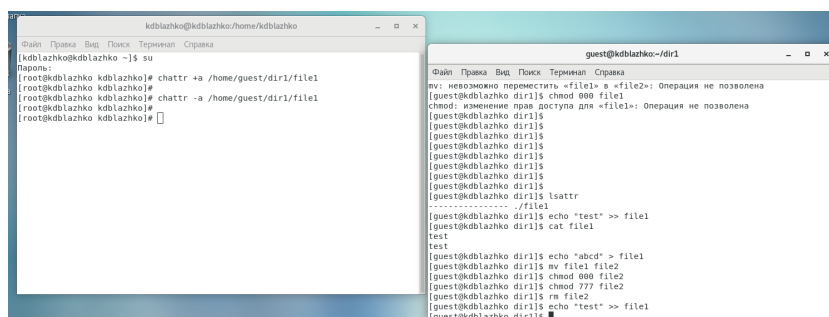 kdblazhko@kdblazhko:/home/kdblazhko
Файл Правка Вид Поиск Терминал Справка
[kdblazhko@kdblazhko ~]$ su
Пароль:
[root@kdblazhko kdblazhko]# chattr +a /home/guest/dir1/file1
[root@kdblazhko kdblazhko]#
[root@kdblazhko kdblazhko]# chattr -a /home/guest/dir1/file1
[root@kdblazhko kdblazhko]#
[root@kdblazhko kdblazhko]#
guest@kdblazhko:~/dir1
Файл Правка Вид Поиск Терминал Справка
mv: невозможно переместить «file1» в «file2»: Операция не позволена
[guest@kdblazhko dir1]$ chmod 000 file1
chmod: изменение прав доступа для «file1»: Операция не позволена
[guest@kdblazhko dir1]$
[guest@kdblazhko dir1]$
[guest@kdblazhko dir1]$
[guest@kdblazhko dir1]$
[guest@kdblazhko dir1]$
[guest@kdblazhko dir1]$
[guest@kdblazhko dir1]$
[guest@kdblazhko dir1]$ lsattr
---------------- ./file1
[guest@kdblazhko dir1]$ echo "test" >> file1
[guest@kdblazhko dir1]$ cat file1
test
test
[guest@kdblazhko dir1]$ echo "abcd" > file1
[guest@kdblazhko dir1]$ mv file1 file2
[guest@kdblazhko dir1]$ chmod 000 file2
[guest@kdblazhko dir1]$ chmod 777 file2
[guest@kdblazhko dir1]$ rm file2
[guest@kdblazhko dir1]$ echo "test" >> file1
[guest@kdblazhko dir1]$